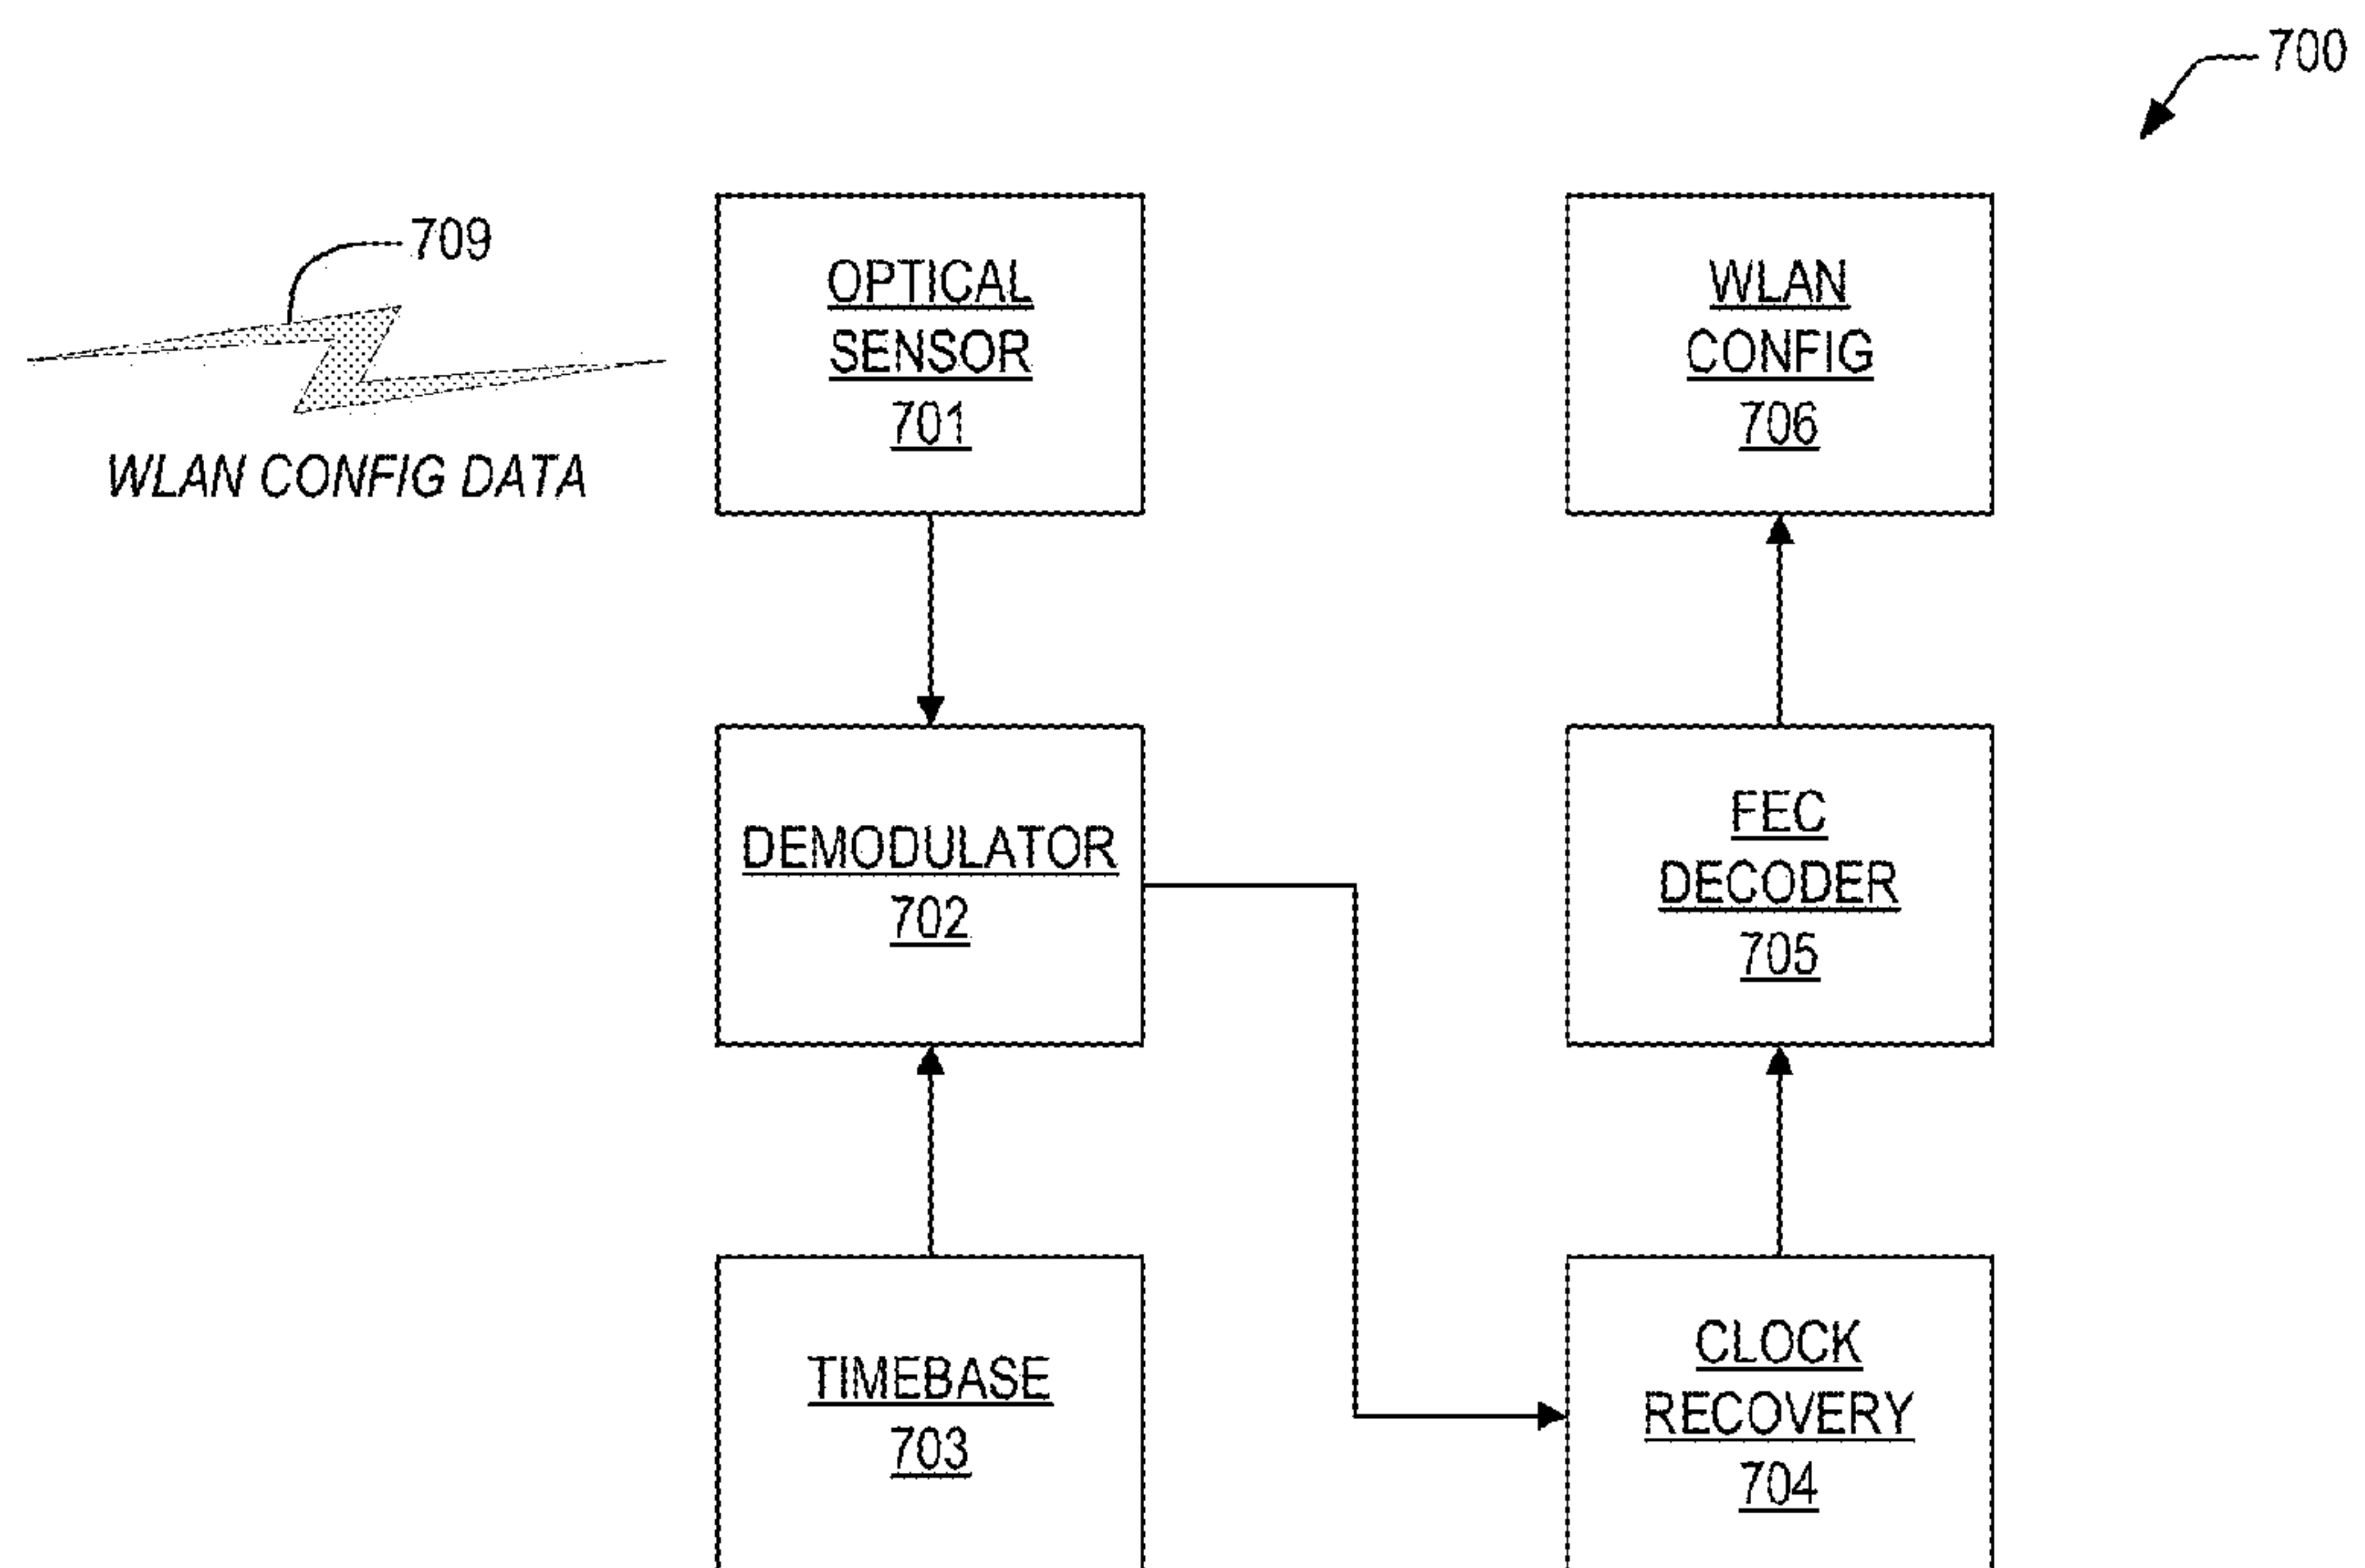 700
709
WLAN CONFIG DATA
OPTICAL
SENSOR
701
WLAN
CONFIG
706
DEMODULATOR
702
FEC
DECODER
705
TIMEBASE
703
CLOCK
RECOVERY
704